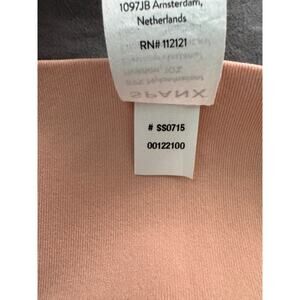 1097JB Amsterdam,
Netherlands
RN# 112121
SPANX
# SS0715
00122100